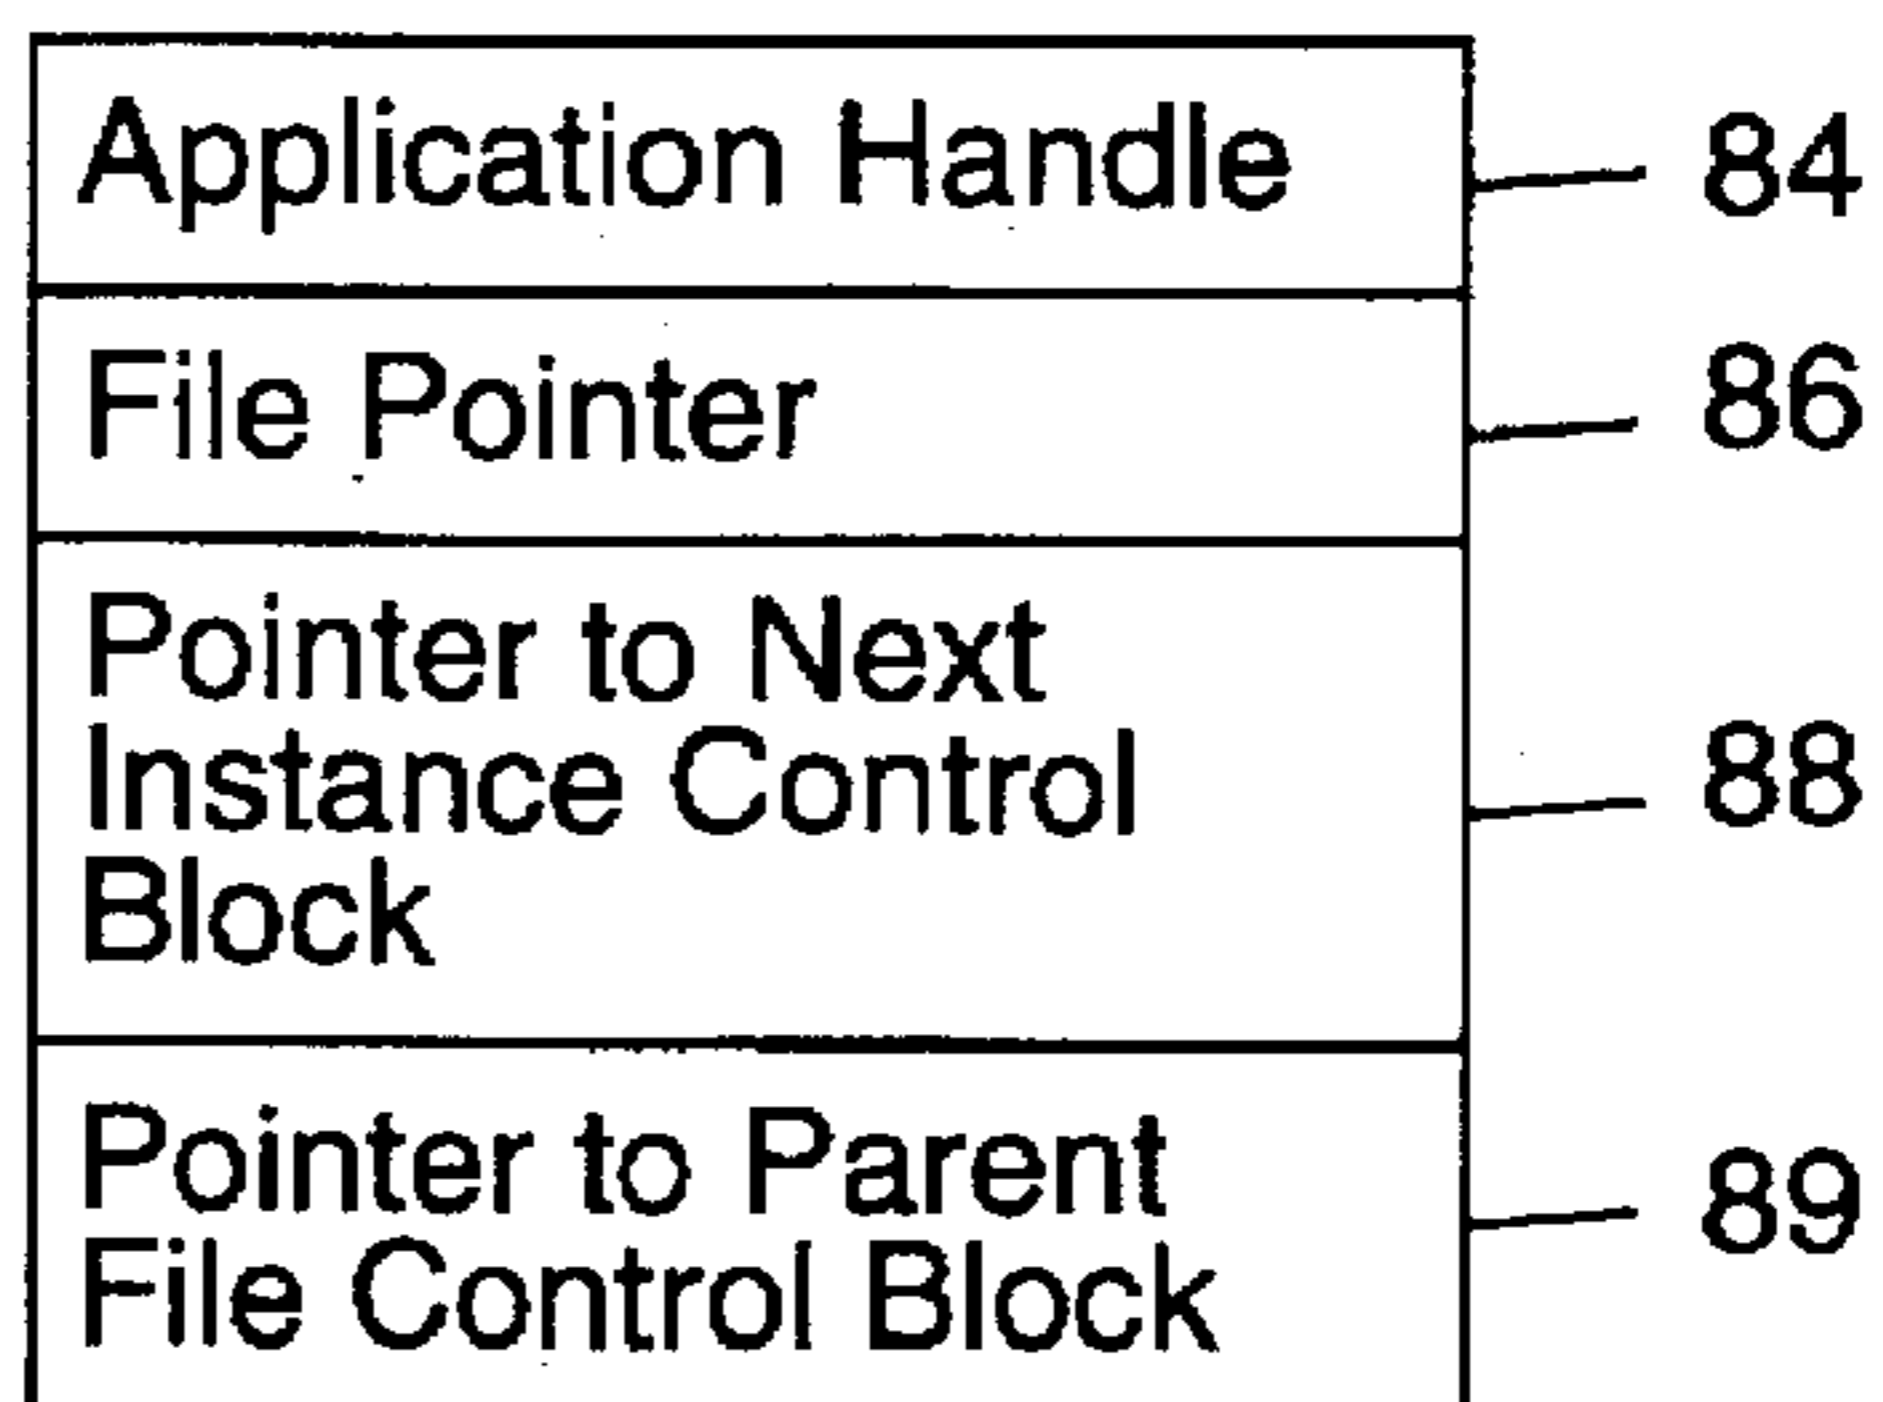 Application Handle 84
File Pointer 86
Pointer to Next
Instance Control 88
Block
Pointer to Parent
File Control Block 89